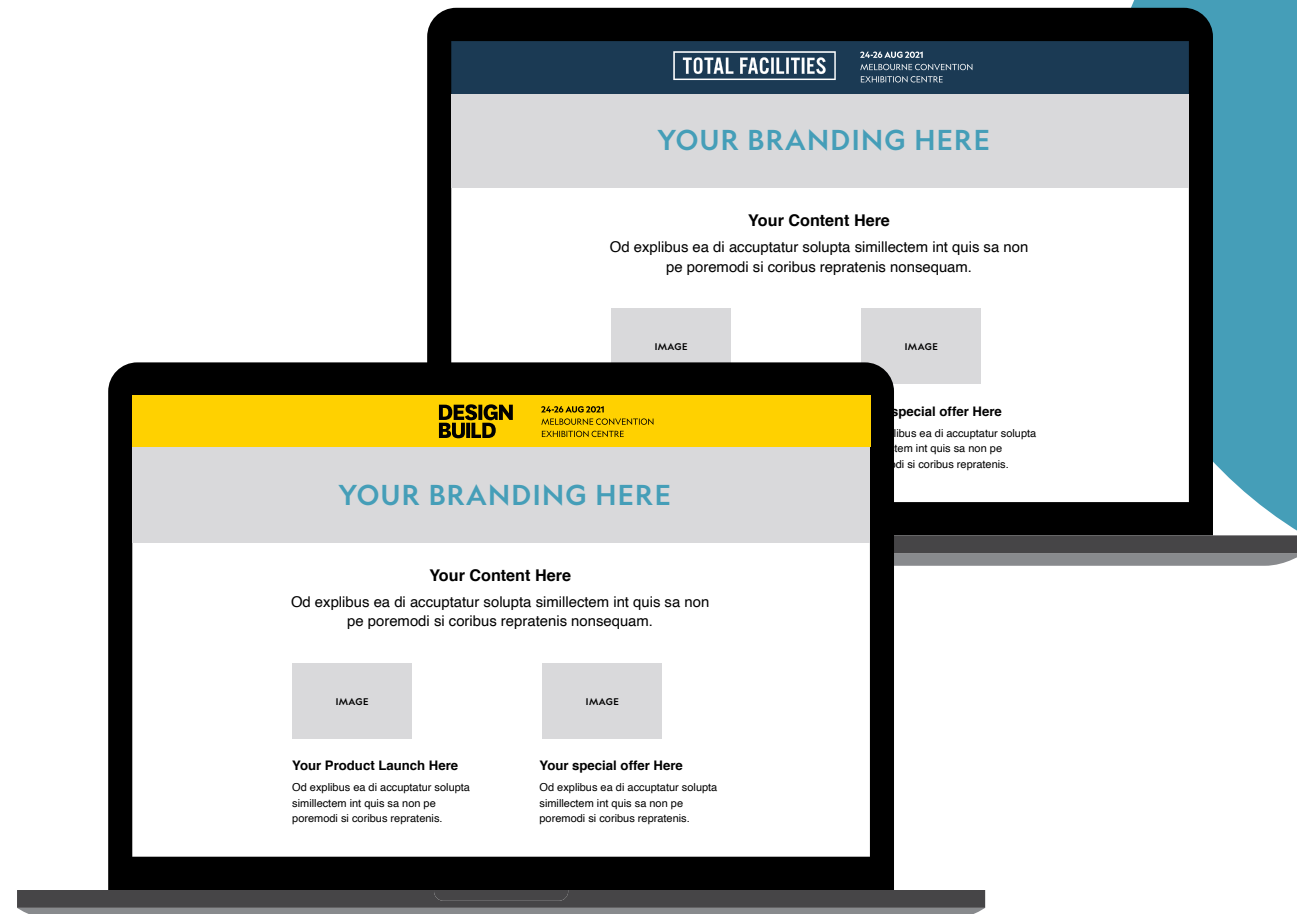 TOTAL FACILITIES
24-26 AUG 2021
MELBOURNE CONVENTION
EXHIBITION CENTRE
YOUR BRANDING HERE
Your Content Here
Od explibus ea di accuptatur solupta simillectem int quis sa non
pe poremodi si coribus repratenis nonsequam.
IMAGE
IMAGE
special offer Here
ea di accuptatur solupta
int quis sa non pe
si coribus repratenis.
DESIGN
BUILD
24-26 AUG 2021
MELBOURNE CONVENTION
EXHIBITION CENTRE
YOUR BRANDING HERE
Your Content Here
Od explibus ea di accuptatur solupta simillectem int quis sa non
pe poremodi si coribus repratenis nonsequam.
IMAGE
IMAGE
Your Product Launch Here
Od explibus ea di accuptatur solupta
simillectem int quis sa non pe
poremodi si coribus repratenis.
Your special offer Here
Od explibus ea di accuptatur solupta
simillectem int quis sa non pe
poremodi si coribus repratenis.